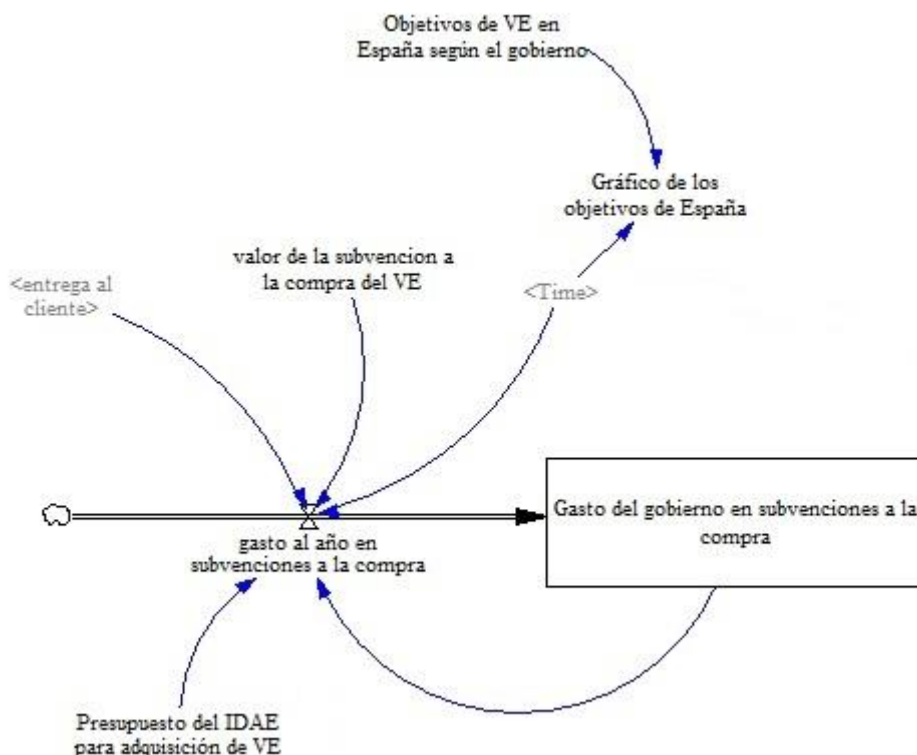 Objetivos de VE en
España según el gobierno
Gráfico de los
objetivos de España
valor de la subvencion a
la compra del VE
<entrega al
cliente>
<Time>
Gasto del gobierno en subvenciones a la
compra
gasto al año en
subvenciones a la compra
Presupuesto del IDAE
para adquisición de VE